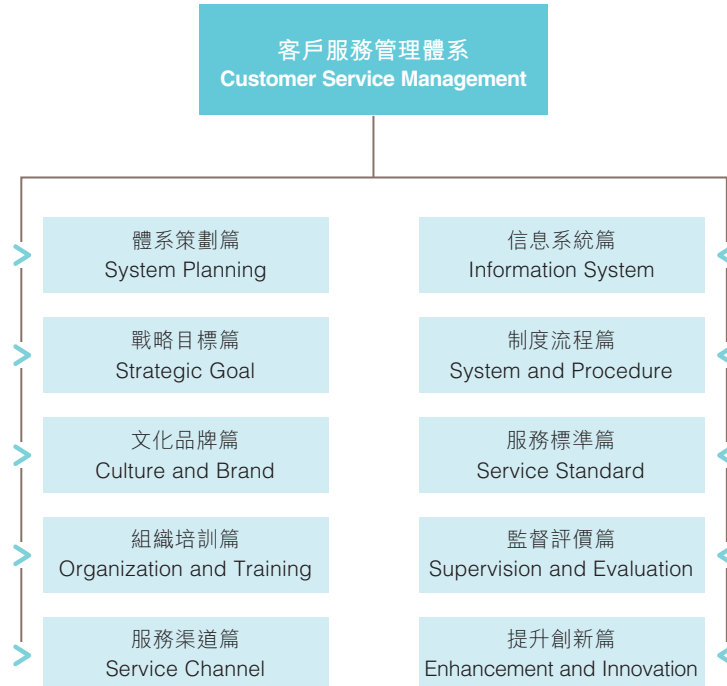 客戶服務管理體系
Customer Service Management
體系策劃篇
System Planning
戰略目標篇
Strategic Goal
文化品牌篇
Culture and Brand
組織培訓篇
Organization and Training
服務渠道篇
Service Channel
信息系統篇
Information System
制度流程篇
System and Procedure
服務標準篇
Service Standard
監督評價篇
Supervision and Evaluation
提升創新篇
Enhancement and Innovation